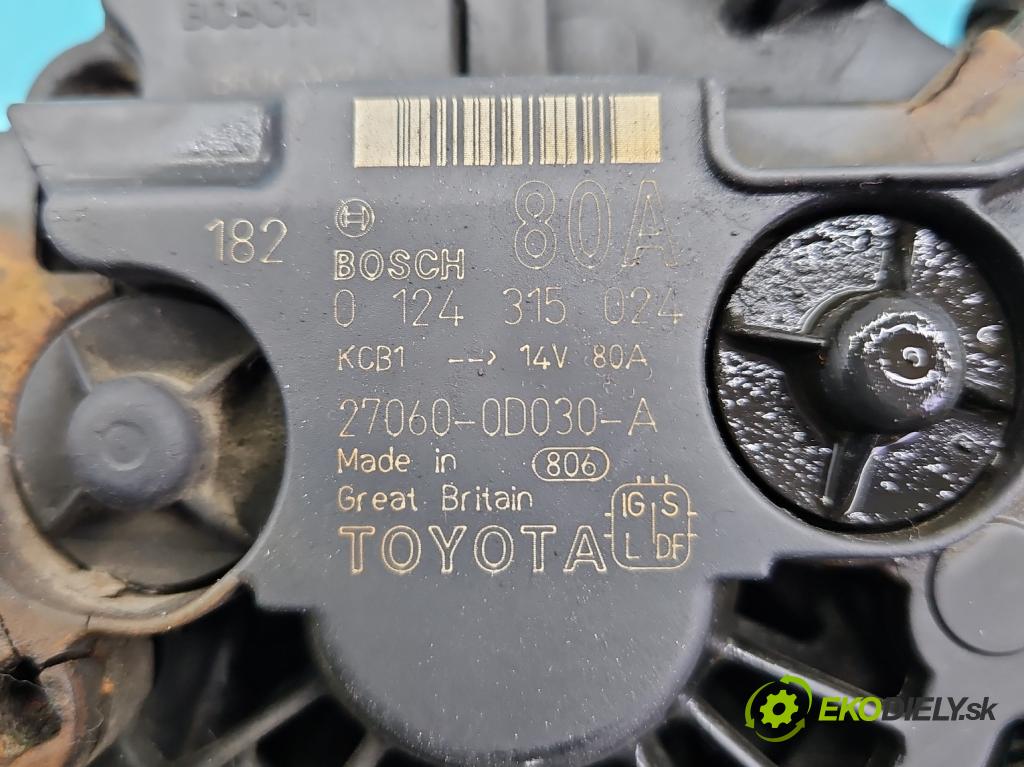 BOSCH
80A
182
BOSCH
0 124 315 024
KCB1 --> 14V 80A
27060-0D030-A
Made in 806
Great Britain
IG S
TOYOTA
L DF
EKODIELY.sk